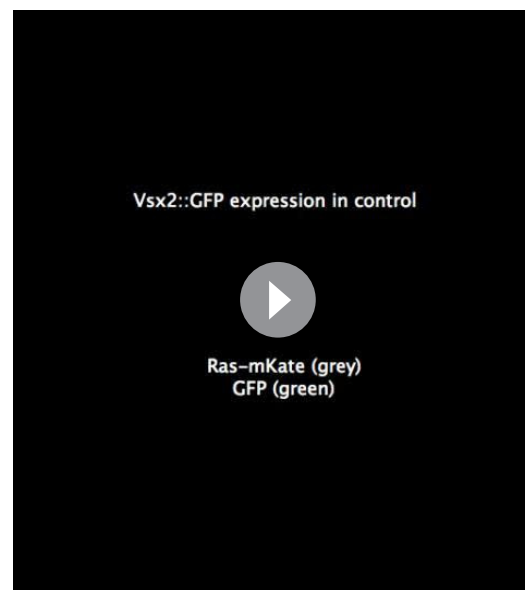 Vsx2::GFP expression in control
Ras-mKate (grey)
GFP (green)